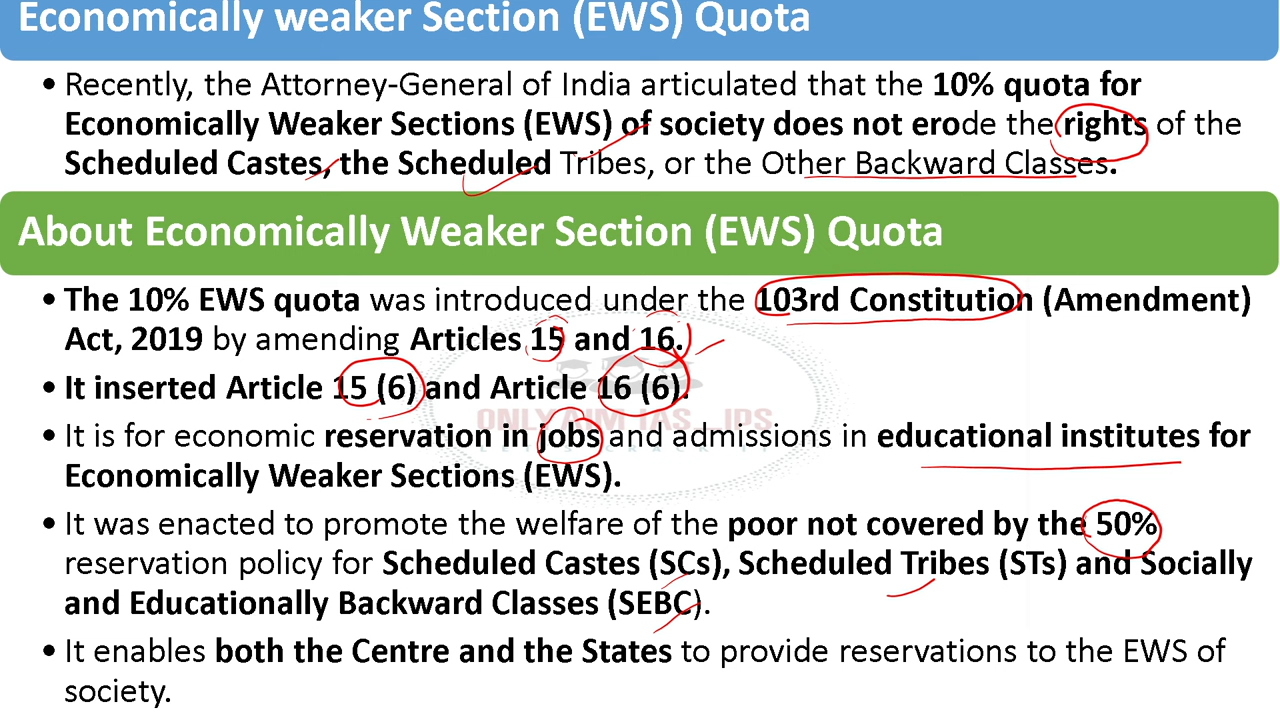 Economically weaker Section (EWS) Quota
• Recently, the Attorney-General of India articulated that the 10% quota for
Economically Weaker Sections (EWS) of society does not erode the rights of the
Scheduled Castes, the Scheduled Tribes, or the Other Backward Classes.
About Economically Weaker Section (EWS) Quota
• The 10% EWS quota was introduced under the 103rd Constitution (Amendment)
Act, 2019 by amending Articles 15 and 16.
• It inserted Article 15 (6) and Article 16 (6).
ONLY AIM IAS IPS
• It is for economic reservation in jobs and admissions in educational institutes for
Economically Weaker Sections (EWS).
• It was enacted to promote the welfare of the poor not covered by the 50%
reservation policy for Scheduled Castes (SCs), Scheduled Tribes (STs) and Socially
and Educationally Backward Classes (SEBC).
• It enables both the Centre and the States to provide reservations to the EWS of
society.